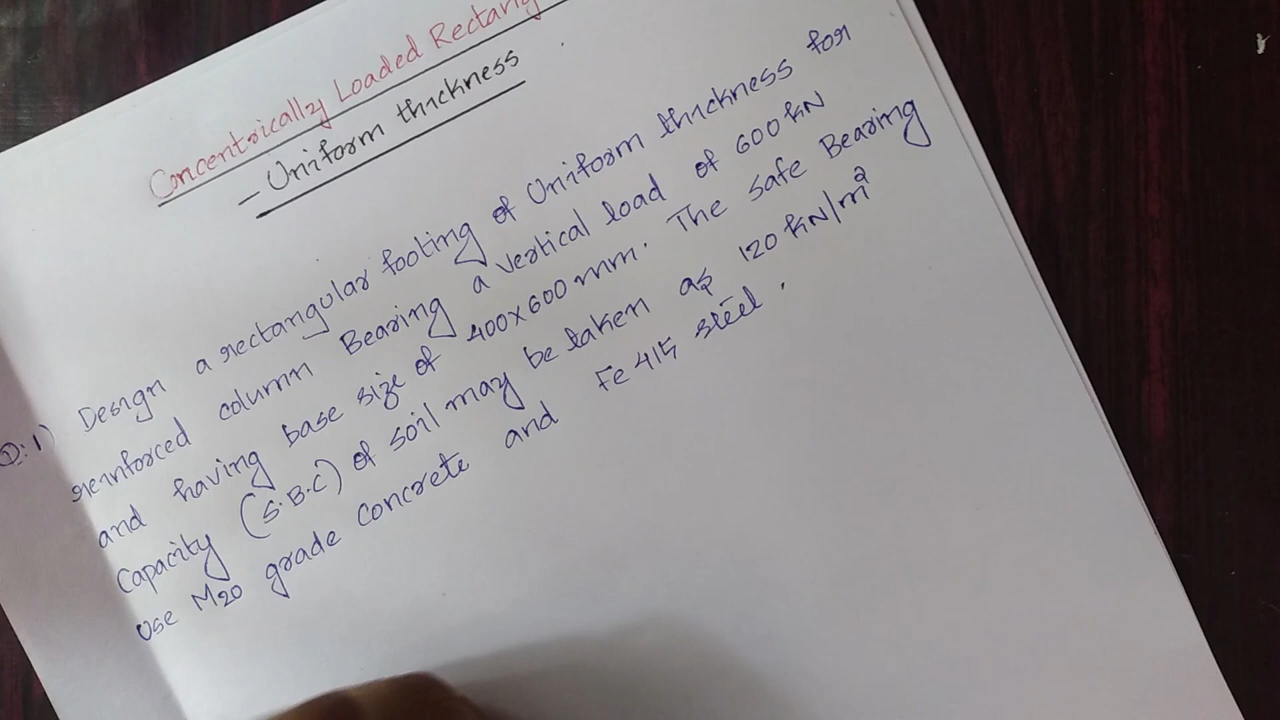 Concentrically Loaded Rectang
- Uniform thickness
Q:1) Design a rectangular footing of Uniform thickness for
reinforced column Bearing a vertical load of 600 KN
and having base size of 400x600 mm. The Safe Bearing
Capacity (S.B.C) of soil may be taken as 120 KN/m²
use M20 grade concrete and Fe 415 steel.